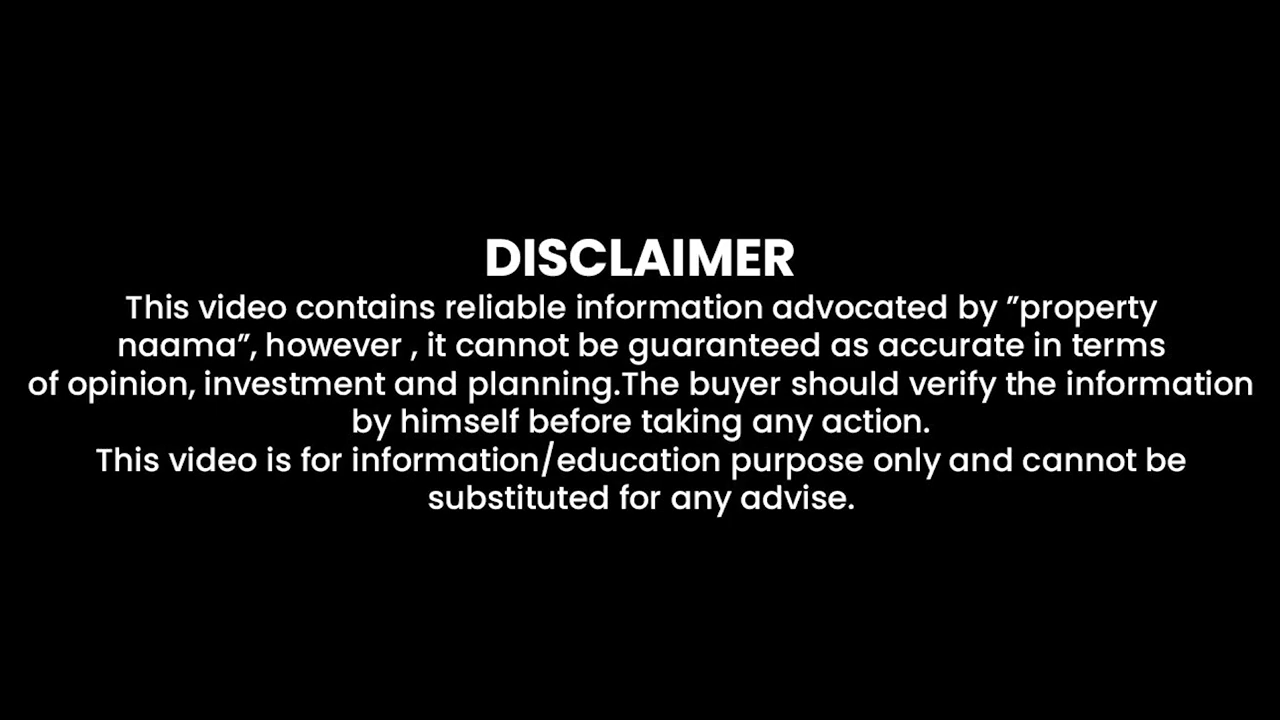 DISCLAIMER
This video contains reliable information advocated by ”property
naama”, however , it cannot be guaranteed as accurate in terms
of opinion, investment and planning.The buyer should verify the information
by himself before taking any action.
This video is for information/education purpose only and cannot be
substituted for any advise.